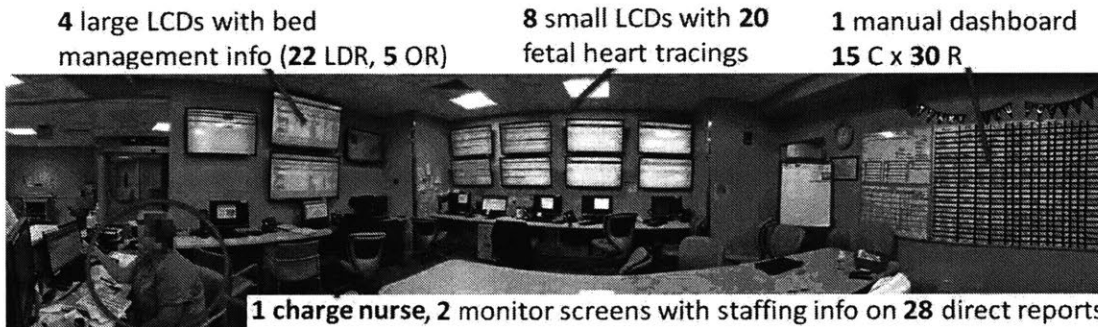 4 large LCDs with bed
management info (22 LDR, 5 OR)
8 small LCDs with 20
fetal heart tracings
1 manual dashboard
15 C x 30 R
1 charge nurse, 2 monitor screens with staffing info on 28 direct reports